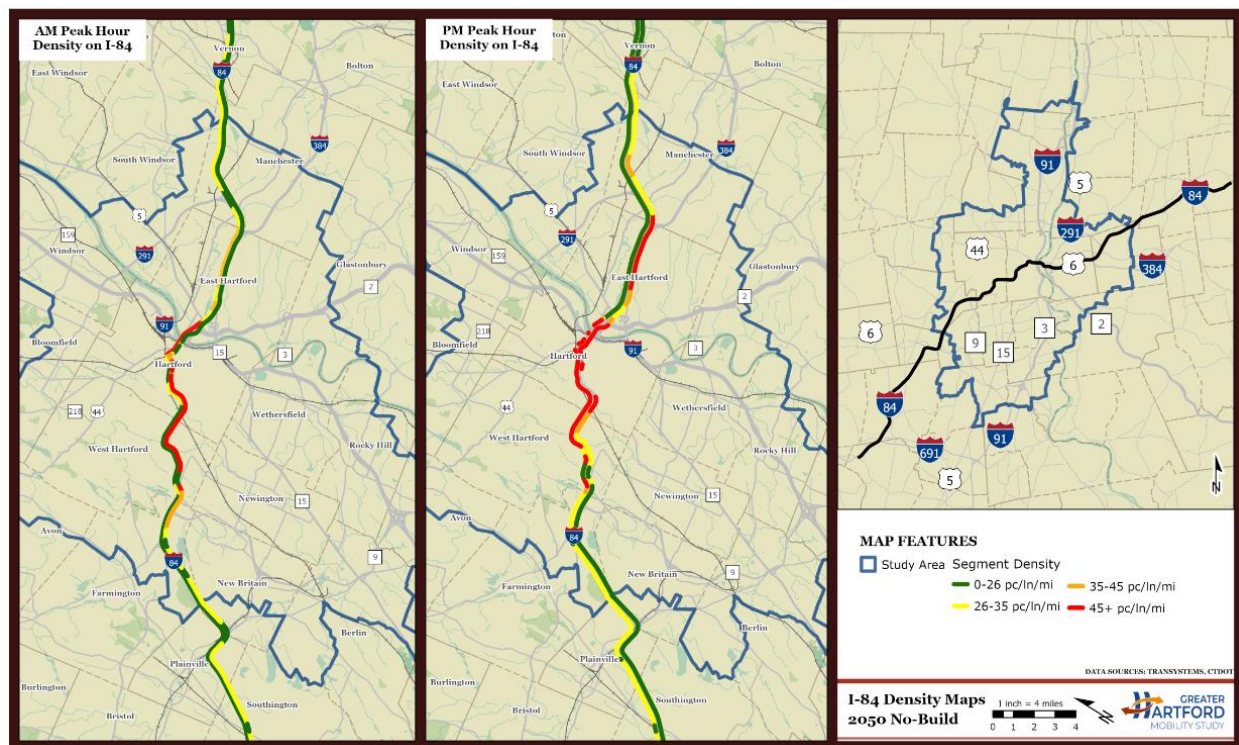 AM Peak Hour
Density on I-84
Vernon
84
East Windsor
Bolton
384
South Windsor
Manchester
5
159
Windsor
291
Glastonbury
East Hartford
2
91
Bloomfield
15
3
Hartford
218
44
Wethersfield
West Hartford
Rocky Hill
Newington
15
Avon
84
9
New Britain
Farmington
Berlin
Plainville
Burlington
Southington
Bristol
PM Peak Hour
Density on I-84
Vernon
84
Bolton
East Windsor
384
South Windsor
Manchester
5
291
Windsor
159
Glastonbury
East Hartford
2
218
Bloomfield
91
3
Hartford
44
Wethersfield
West Hartford
Rocky Hill
Newington
15
Avon
84
9
New Britain
Farmington
Berlin
Plainville
Burlington
Southington
Bristol
91
5
84
291
44
6
384
6
3
2
9
15
84
91
691
5
N
MAP FEATURES
Study Area
Segment Density
0-26 pc/ln/mi
35-45 pc/ln/mi
26-35 pc/ln/mi
45+ pc/ln/mi
DATA SOURCES: TRANSYSTEMS, CTDOT
I-84 Density Maps
2050 No-Build
1 inch = 4 miles
0 1 2 3 4
N
GREATER
HARTFORD
MOBILITY STUDY